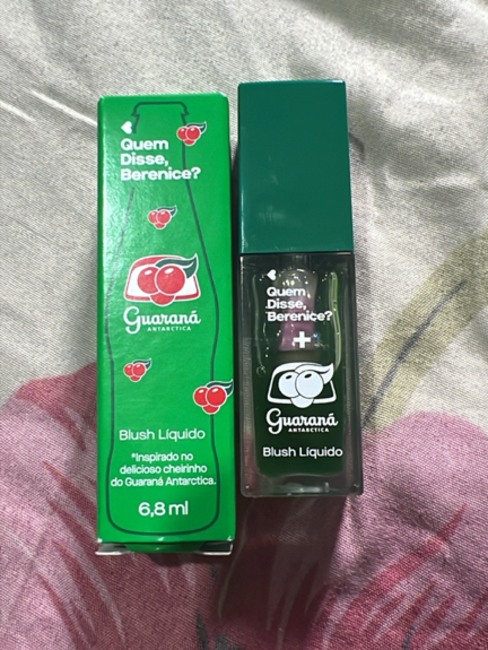 Quem
Disse,
Berenice?
Guaraná
ANTARCTICA
Blush Líquido
*Inspirado no
delicioso cheirinho
do Guaraná Antarctica.
6,8 ml
Quem
Disse,
Berenice?
+
Guaraná
ANTARCTICA
Blush Líquido